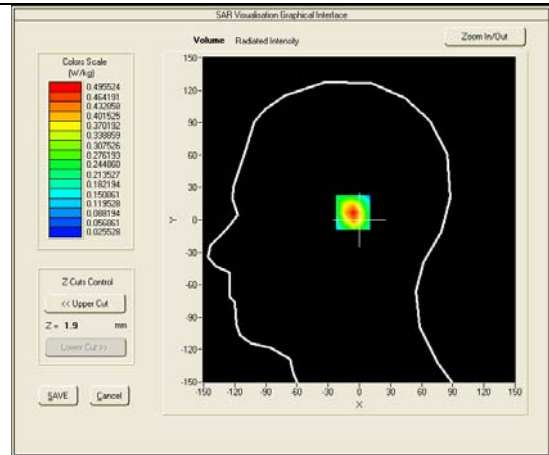 SAR Visualisation Graphical Interface
Volume Radiated Intensity
Zoom In/Out
Colors Scale
(W/kg)
0.495524
0.464191
0.432858
0.401525
0.370192
0.338859
0.307526
0.276193
0.244860
0.213527
0.182194
0.150861
0.119528
0.088194
0.056861
0.025528
Z Cuts Control
<< Upper Cut
Z = 1.9 mm
Lower Cut >>
SAVE Cancel
Y
150
120
90
60
30
0
-30
-60
-90
-120
-150
-150 -120 -90 -60 -30 0 30 60 90 120 150
X